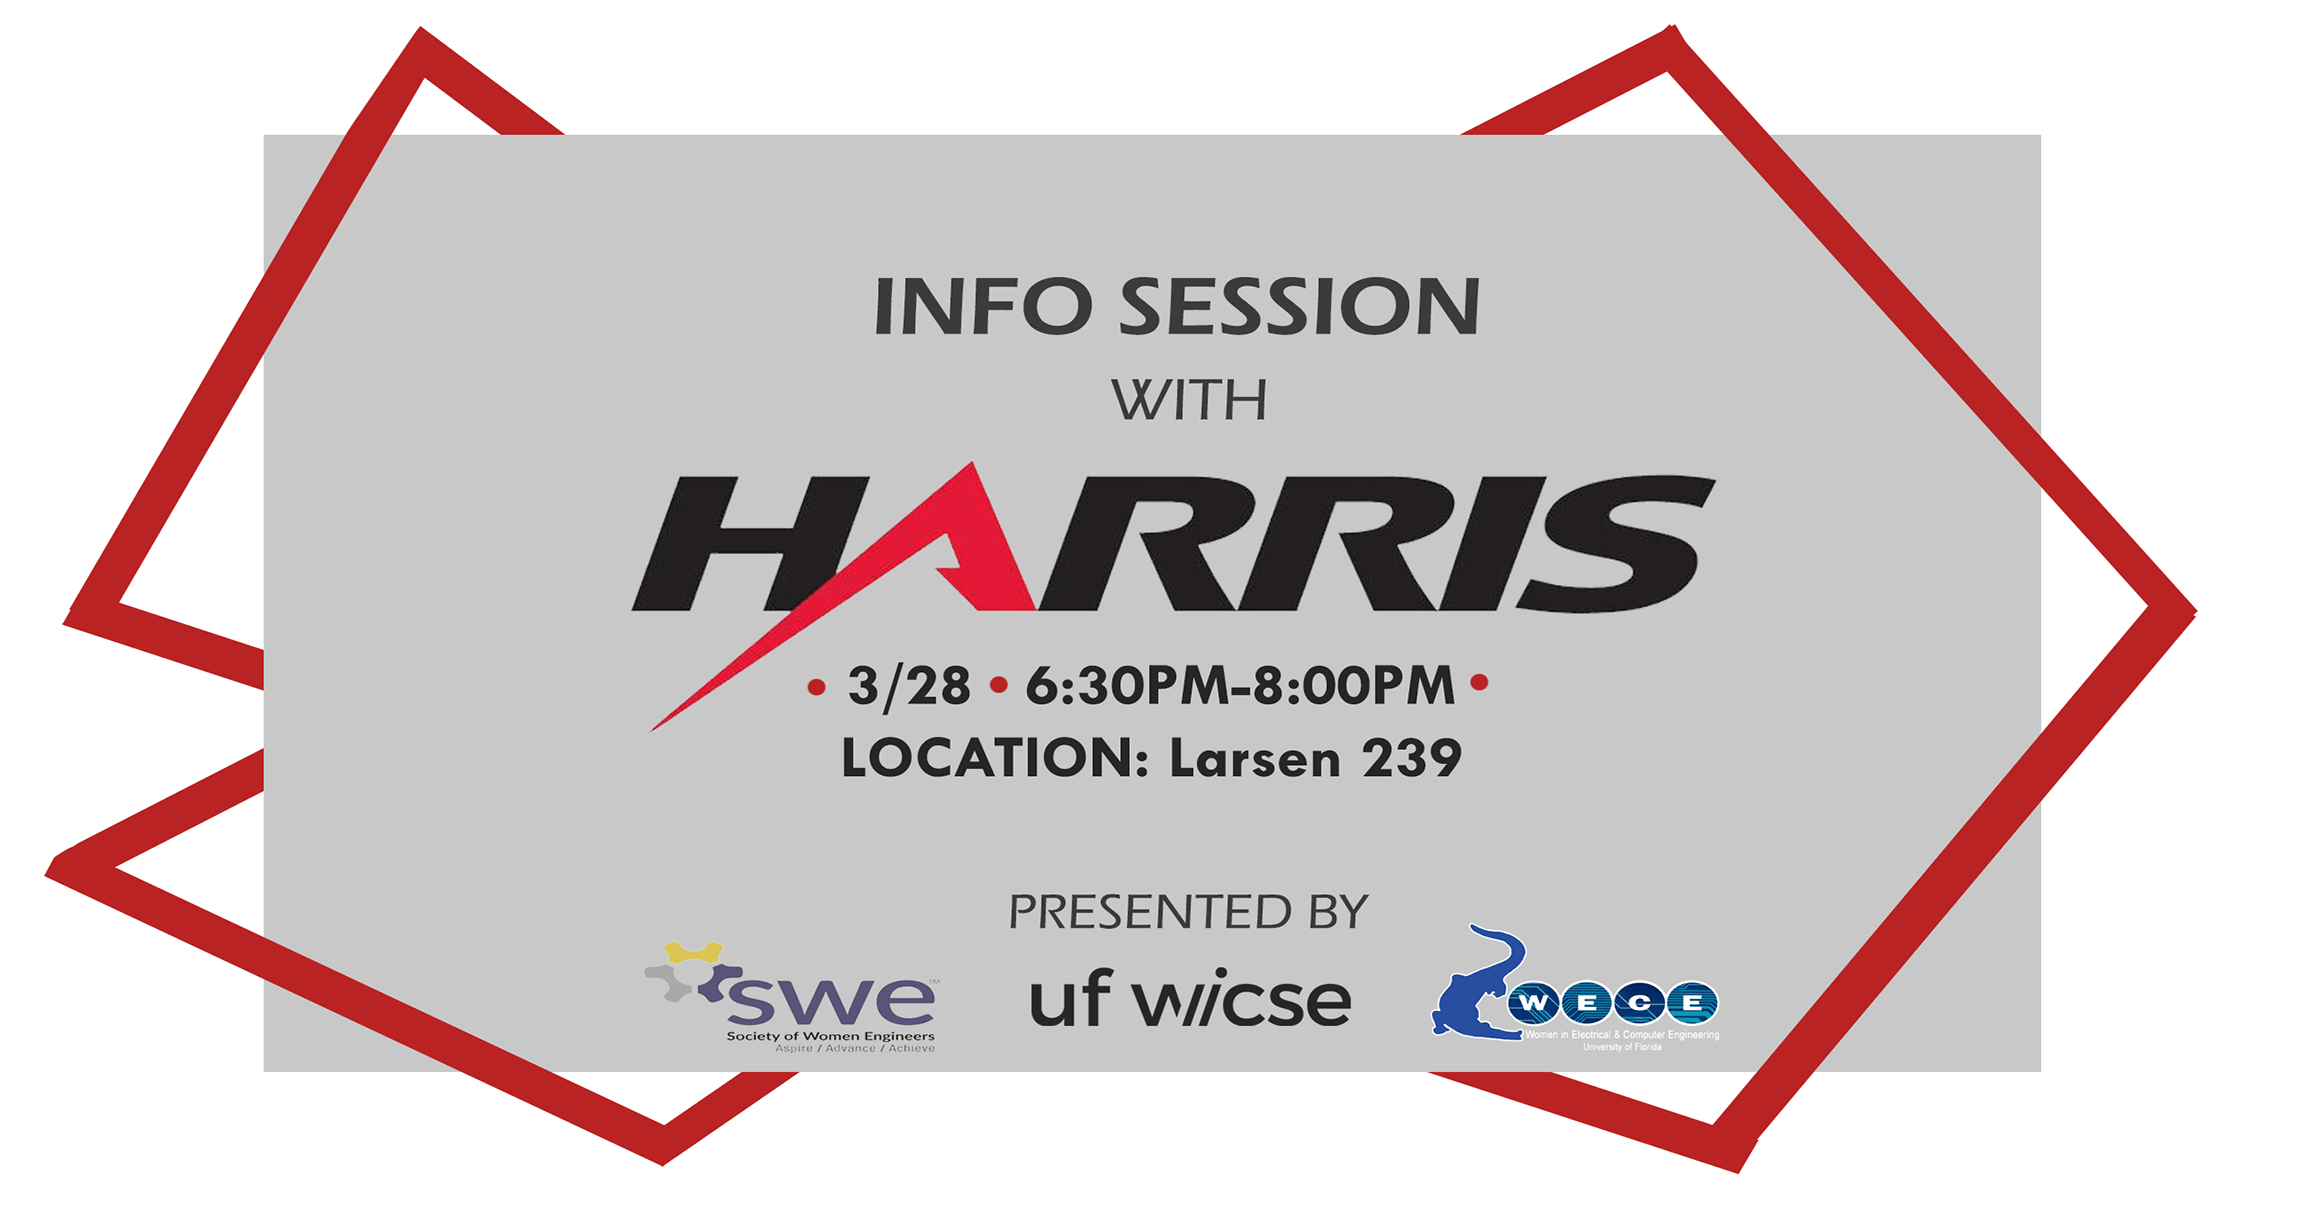 INFO SESSION
WITH
HARRIS
• 3/28 • 6:30PM-8:00PM •
LOCATION: Larsen 239
PRESENTED BY
swe™
Society of Women Engineers
Aspire / Advance / Achieve
uf wicse
WECE
Women in Electrical & Computer Engineering
University of Florida